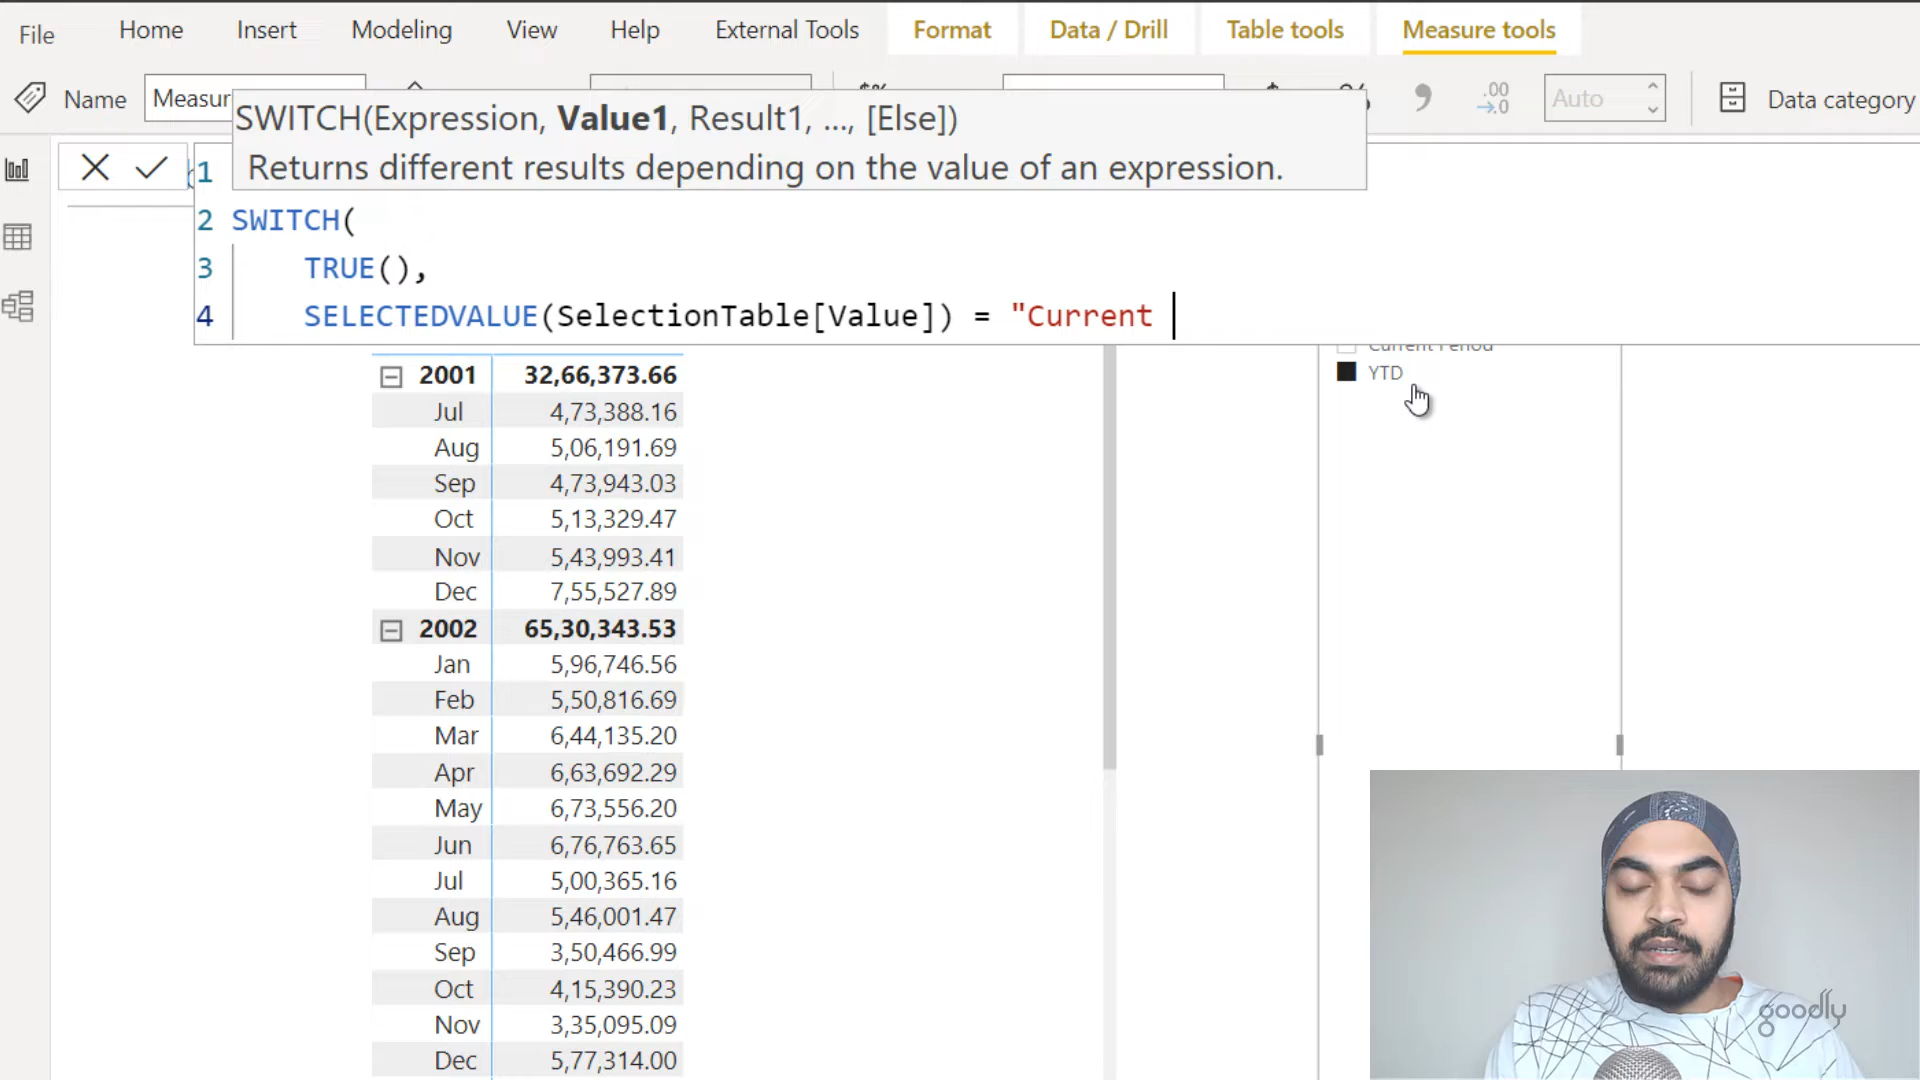 File Home Insert Modeling View Help External Tools Format Data / Drill Table tools Measure tools
Name Measur Auto Data category
SWITCH(Expression, Value1, Result1, ..., [Else])
Returns different results depending on the value of an expression.
1
2 SWITCH(
3 TRUE(),
4 SELECTEDVALUE(SelectionTable[Value]) = "Current
Current Period
YTD
2001 32,66,373.66
Jul 4,73,388.16
Aug 5,06,191.69
Sep 4,73,943.03
Oct 5,13,329.47
Nov 5,43,993.41
Dec 7,55,527.89
2002 65,30,343.53
Jan 5,96,746.56
Feb 5,50,816.69
Mar 6,44,135.20
Apr 6,63,692.29
May 6,73,556.20
Jun 6,76,763.65
Jul 5,00,365.16
Aug 5,46,001.47
Sep 3,50,466.99
Oct 4,15,390.23
Nov 3,35,095.09
Dec 5,77,314.00
goodly